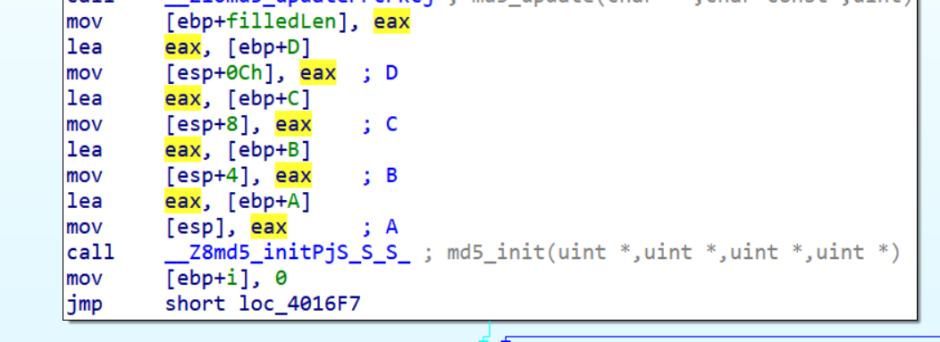 mov [ebp+filledLen], eax
lea eax, [ebp+D]
mov [esp+0Ch], eax ; D
lea eax, [ebp+C]
mov [esp+8], eax ; C
lea eax, [ebp+B]
mov [esp+4], eax ; B
lea eax, [ebp+A]
mov [esp], eax ; A
call __Z8md5_initPjS_S_S_ ; md5_init(uint *,uint *,uint *,uint *)
mov [ebp+i], 0
jmp short loc_4016F7